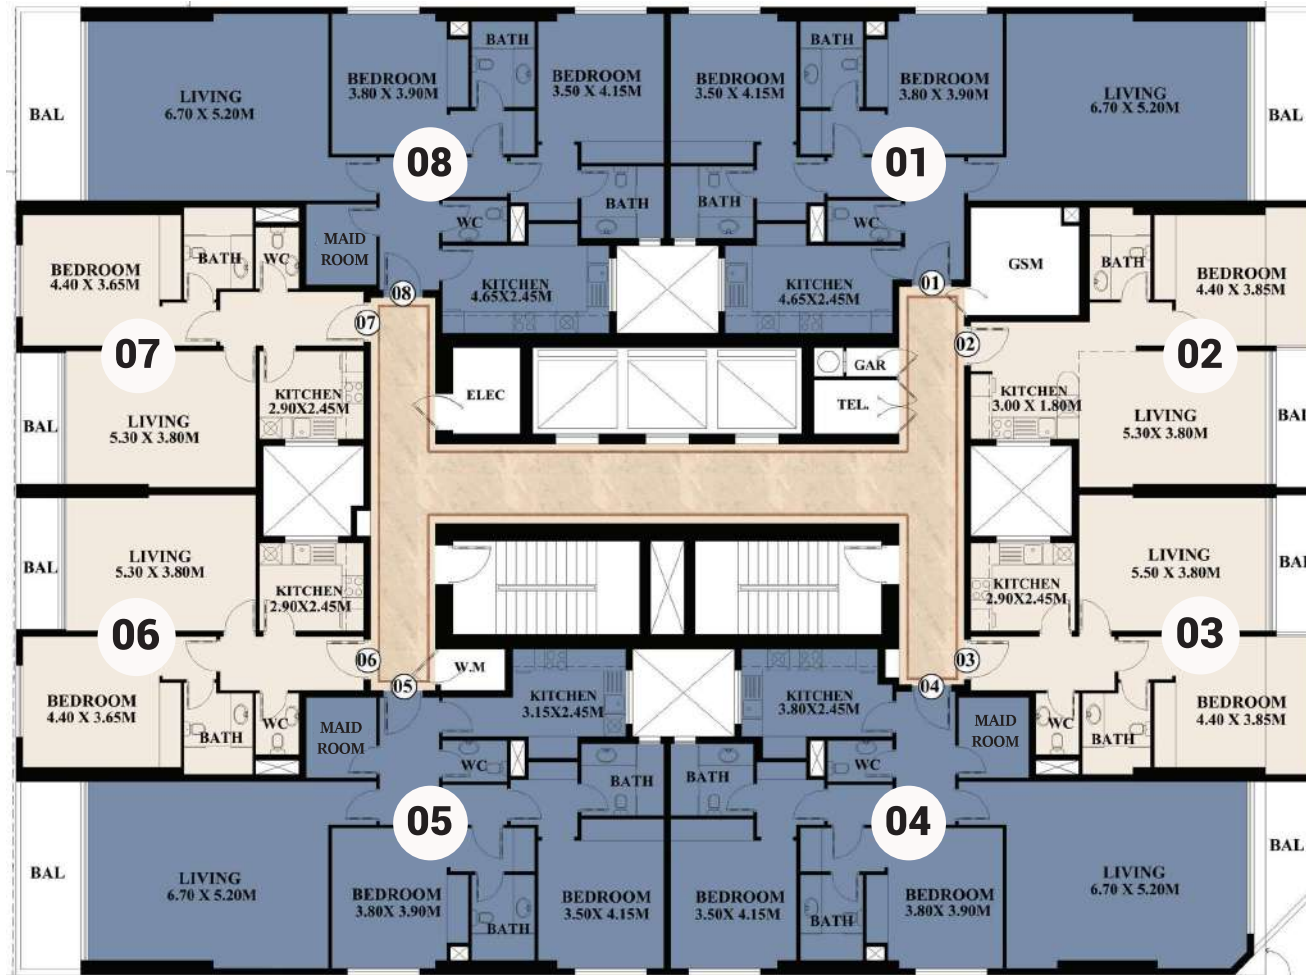 BATH
BATH
BEDROOM
3.80 X 3.90M
BEDROOM
3.50 X 4.15M
BEDROOM
3.50 X 4.15M
BEDROOM
3.80 X 3.90M
LIVING
6.70 X 5.20M
LIVING
6.70 X 5.20M
BAL
BAL
08
01
BATH
BATH
WC
WC
MAID
ROOM
BATH
WC
BEDROOM
4.40 X 3.65M
GSM
BATH
BEDROOM
4.40 X 3.85M
KITCHEN
4.65X2.45M
KITCHEN
4.65X2.45M
08
01
07
02
07
02
ELEC
GAR
TEL.
KITCHEN
2.90X2.45M
KITCHEN
3.00 X 1.80M
LIVING
5.30 X 3.80M
LIVING
5.30X 3.80M
BAL
BAL
LIVING
5.30 X 3.80M
LIVING
5.50 X 3.80M
BAL
BAL
KITCHEN
2.90X2.45M
KITCHEN
2.90X2.45M
06
03
06
03
W.M
05
04
BEDROOM
4.40 X 3.65M
BEDROOM
4.40 X 3.85M
KITCHEN
3.15X2.45M
KITCHEN
3.80X2.45M
BATH
WC
MAID
ROOM
MAID
ROOM
WC
BATH
WC
BATH
BATH
WC
05
04
LIVING
6.70 X 5.20M
LIVING
6.70 X 5.20M
BAL
BAL
BEDROOM
3.80X 3.90M
BEDROOM
3.50X 4.15M
BEDROOM
3.50X 4.15M
BEDROOM
3.80X 3.90M
BATH
BATH